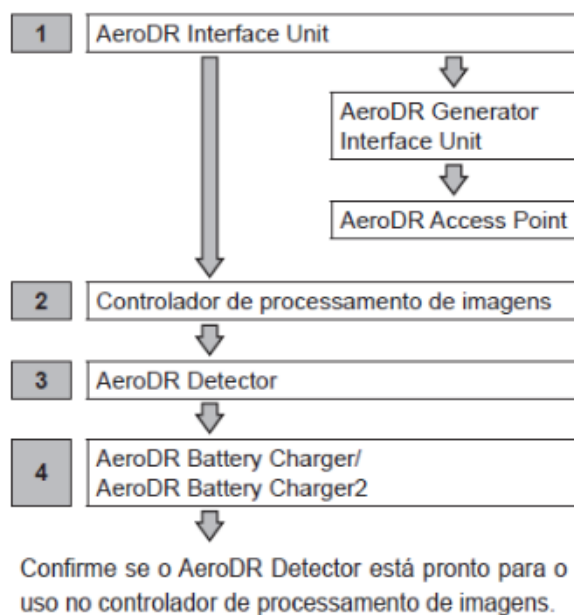 1
AeroDR Interface Unit
AeroDR Generator
Interface Unit
AeroDR Access Point
2
Controlador de processamento de imagens
3
AeroDR Detector
4
AeroDR Battery Charger/
AeroDR Battery Charger2
Confirme se o AeroDR Detector está pronto para o
uso no controlador de processamento de imagens.